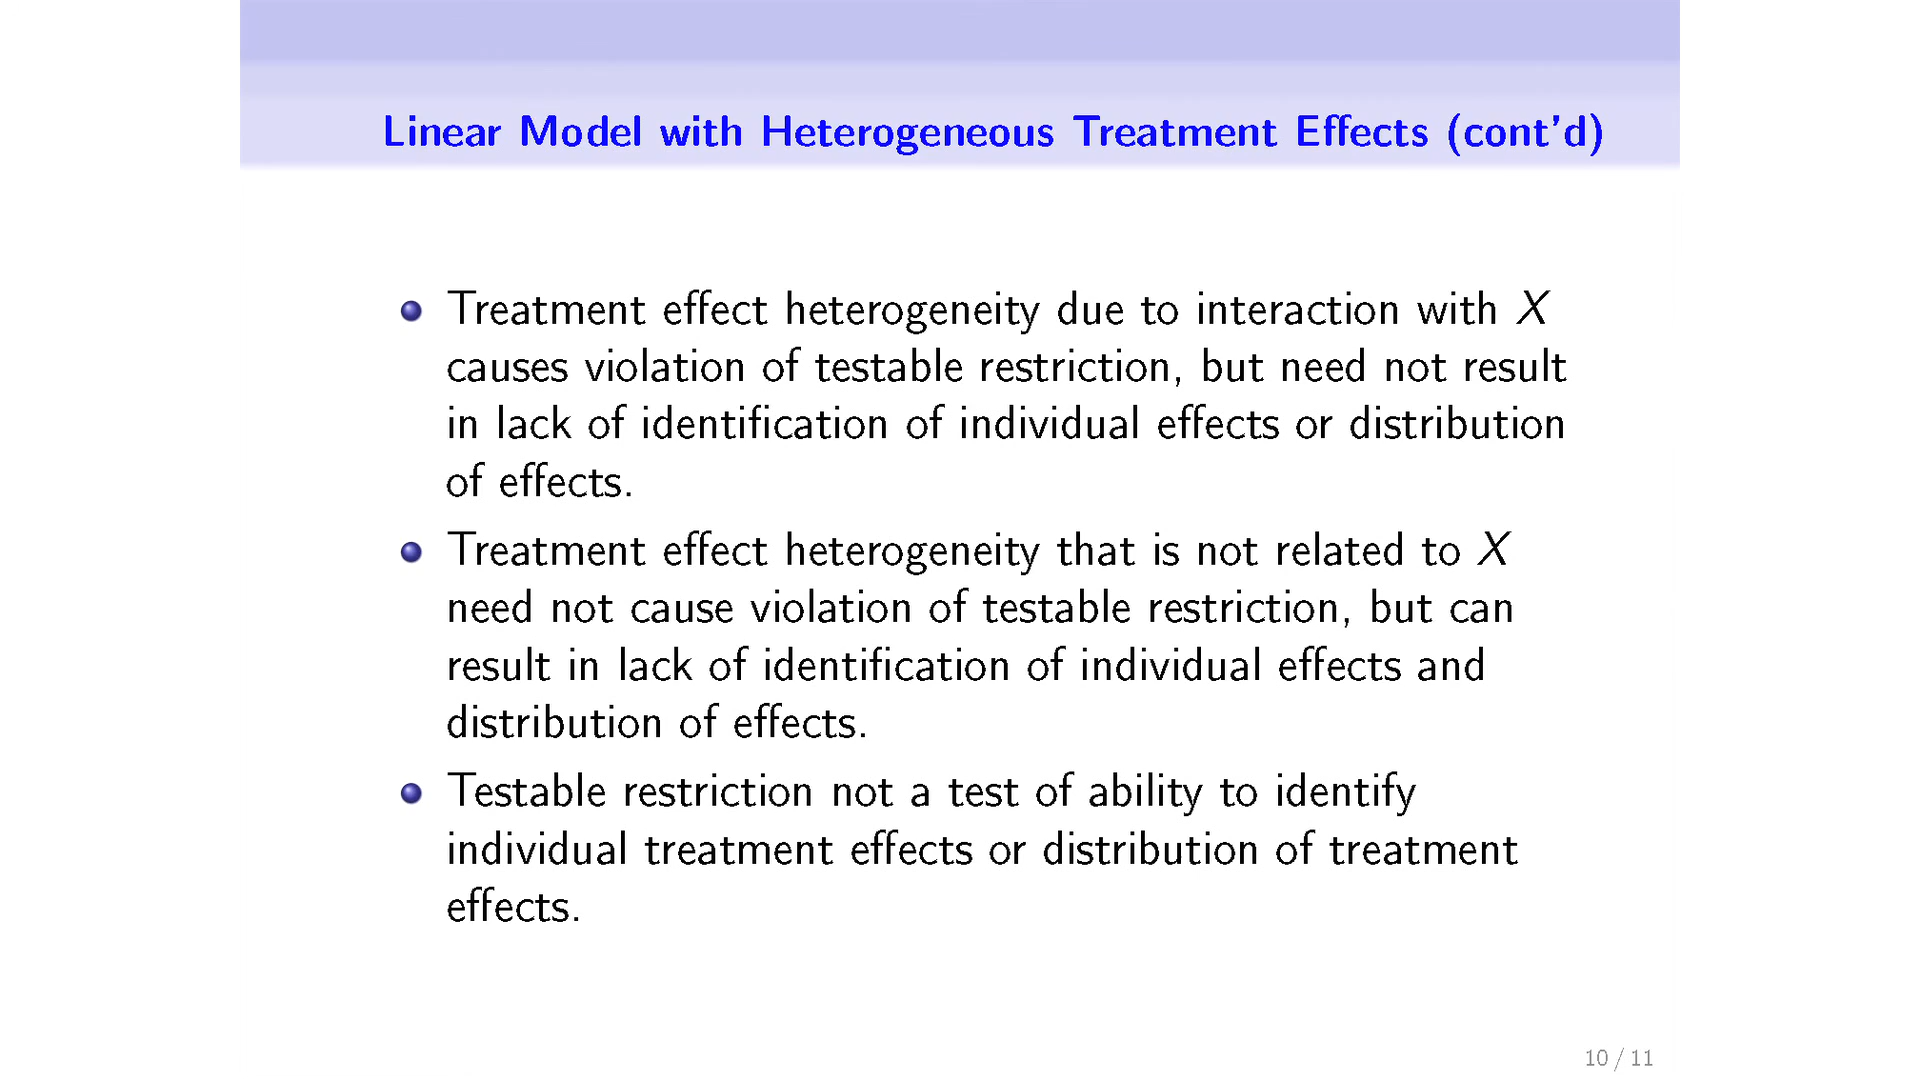 Linear Model with Heterogeneous Treatment Effects (cont'd)
Treatment effect heterogeneity due to interaction with X
causes violation of testable restriction, but need not result
in lack of identification of individual effects or distribution
of effects.
Treatment effect heterogeneity that is not related to X
need not cause violation of testable restriction, but can
result in lack of identification of individual effects and
distribution of effects.
Testable restriction not a test of ability to identify
individual treatment effects or distribution of treatment
effects.
10 / 11